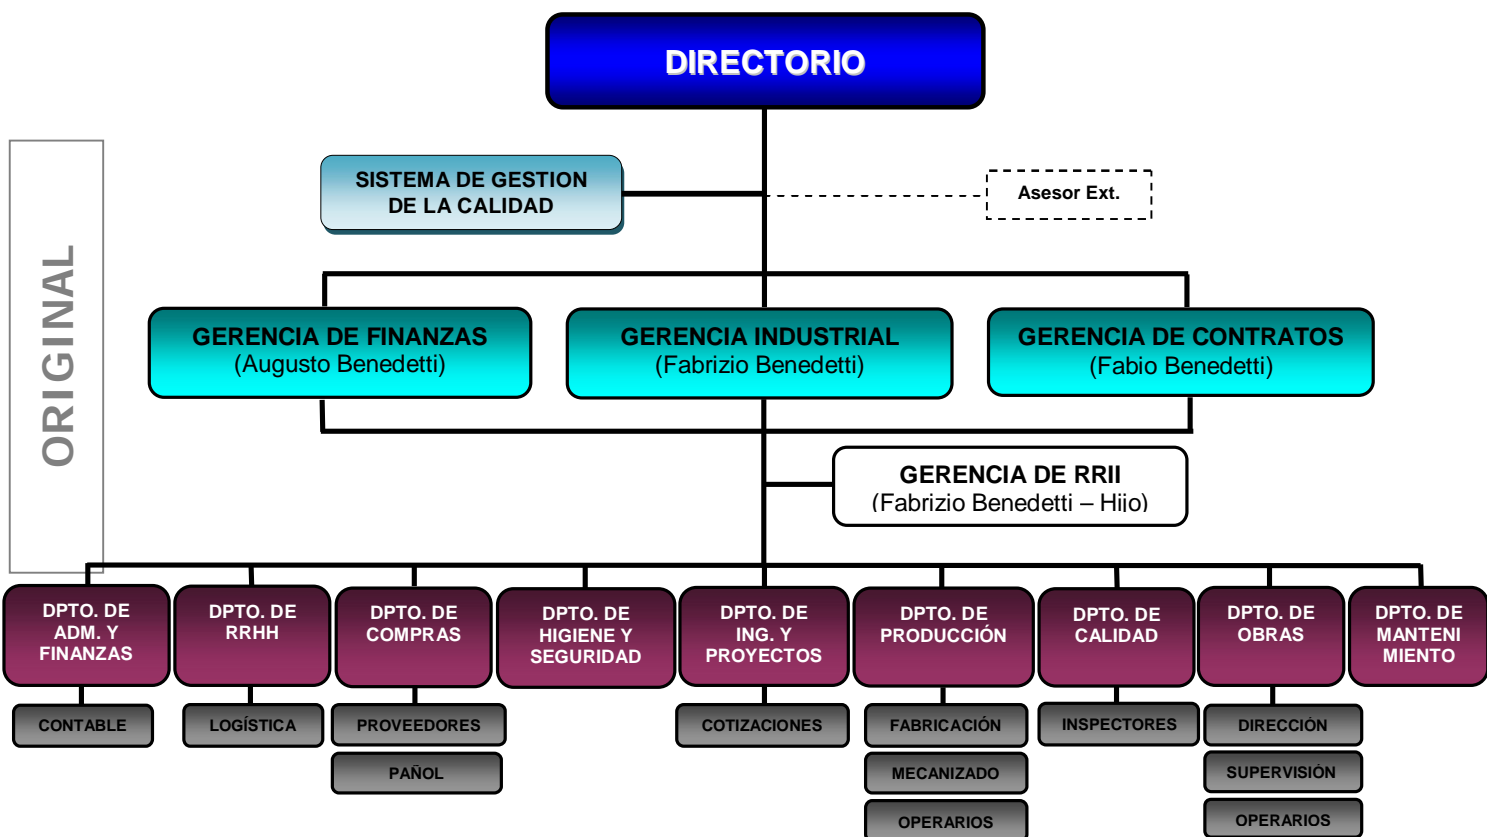 DIRECTORIO
SISTEMA DE GESTION
DE LA CALIDAD
Asesor Ext.
ORIGINAL
GERENCIA DE FINANZAS
(Augusto Benedetti)
GERENCIA INDUSTRIAL
(Fabrizio Benedetti)
GERENCIA DE CONTRATOS
(Fabio Benedetti)
GERENCIA DE RRII
(Fabrizio Benedetti – Hijo)
DPTO. DE
ADM. Y
FINANZAS
DPTO. DE
RRHH
DPTO. DE
COMPRAS
DPTO. DE
HIGIENE Y
SEGURIDAD
DPTO. DE
ING. Y
PROYECTOS
DPTO. DE
PRODUCCIÓN
DPTO. DE
CALIDAD
DPTO. DE
OBRAS
DPTO. DE
MANTENI
MIENTO
CONTABLE
LOGÍSTICA
PROVEEDORES
PAÑOL
COTIZACIONES
FABRICACIÓN
MECANIZADO
OPERARIOS
INSPECTORES
DIRECCIÓN
SUPERVISIÓN
OPERARIOS